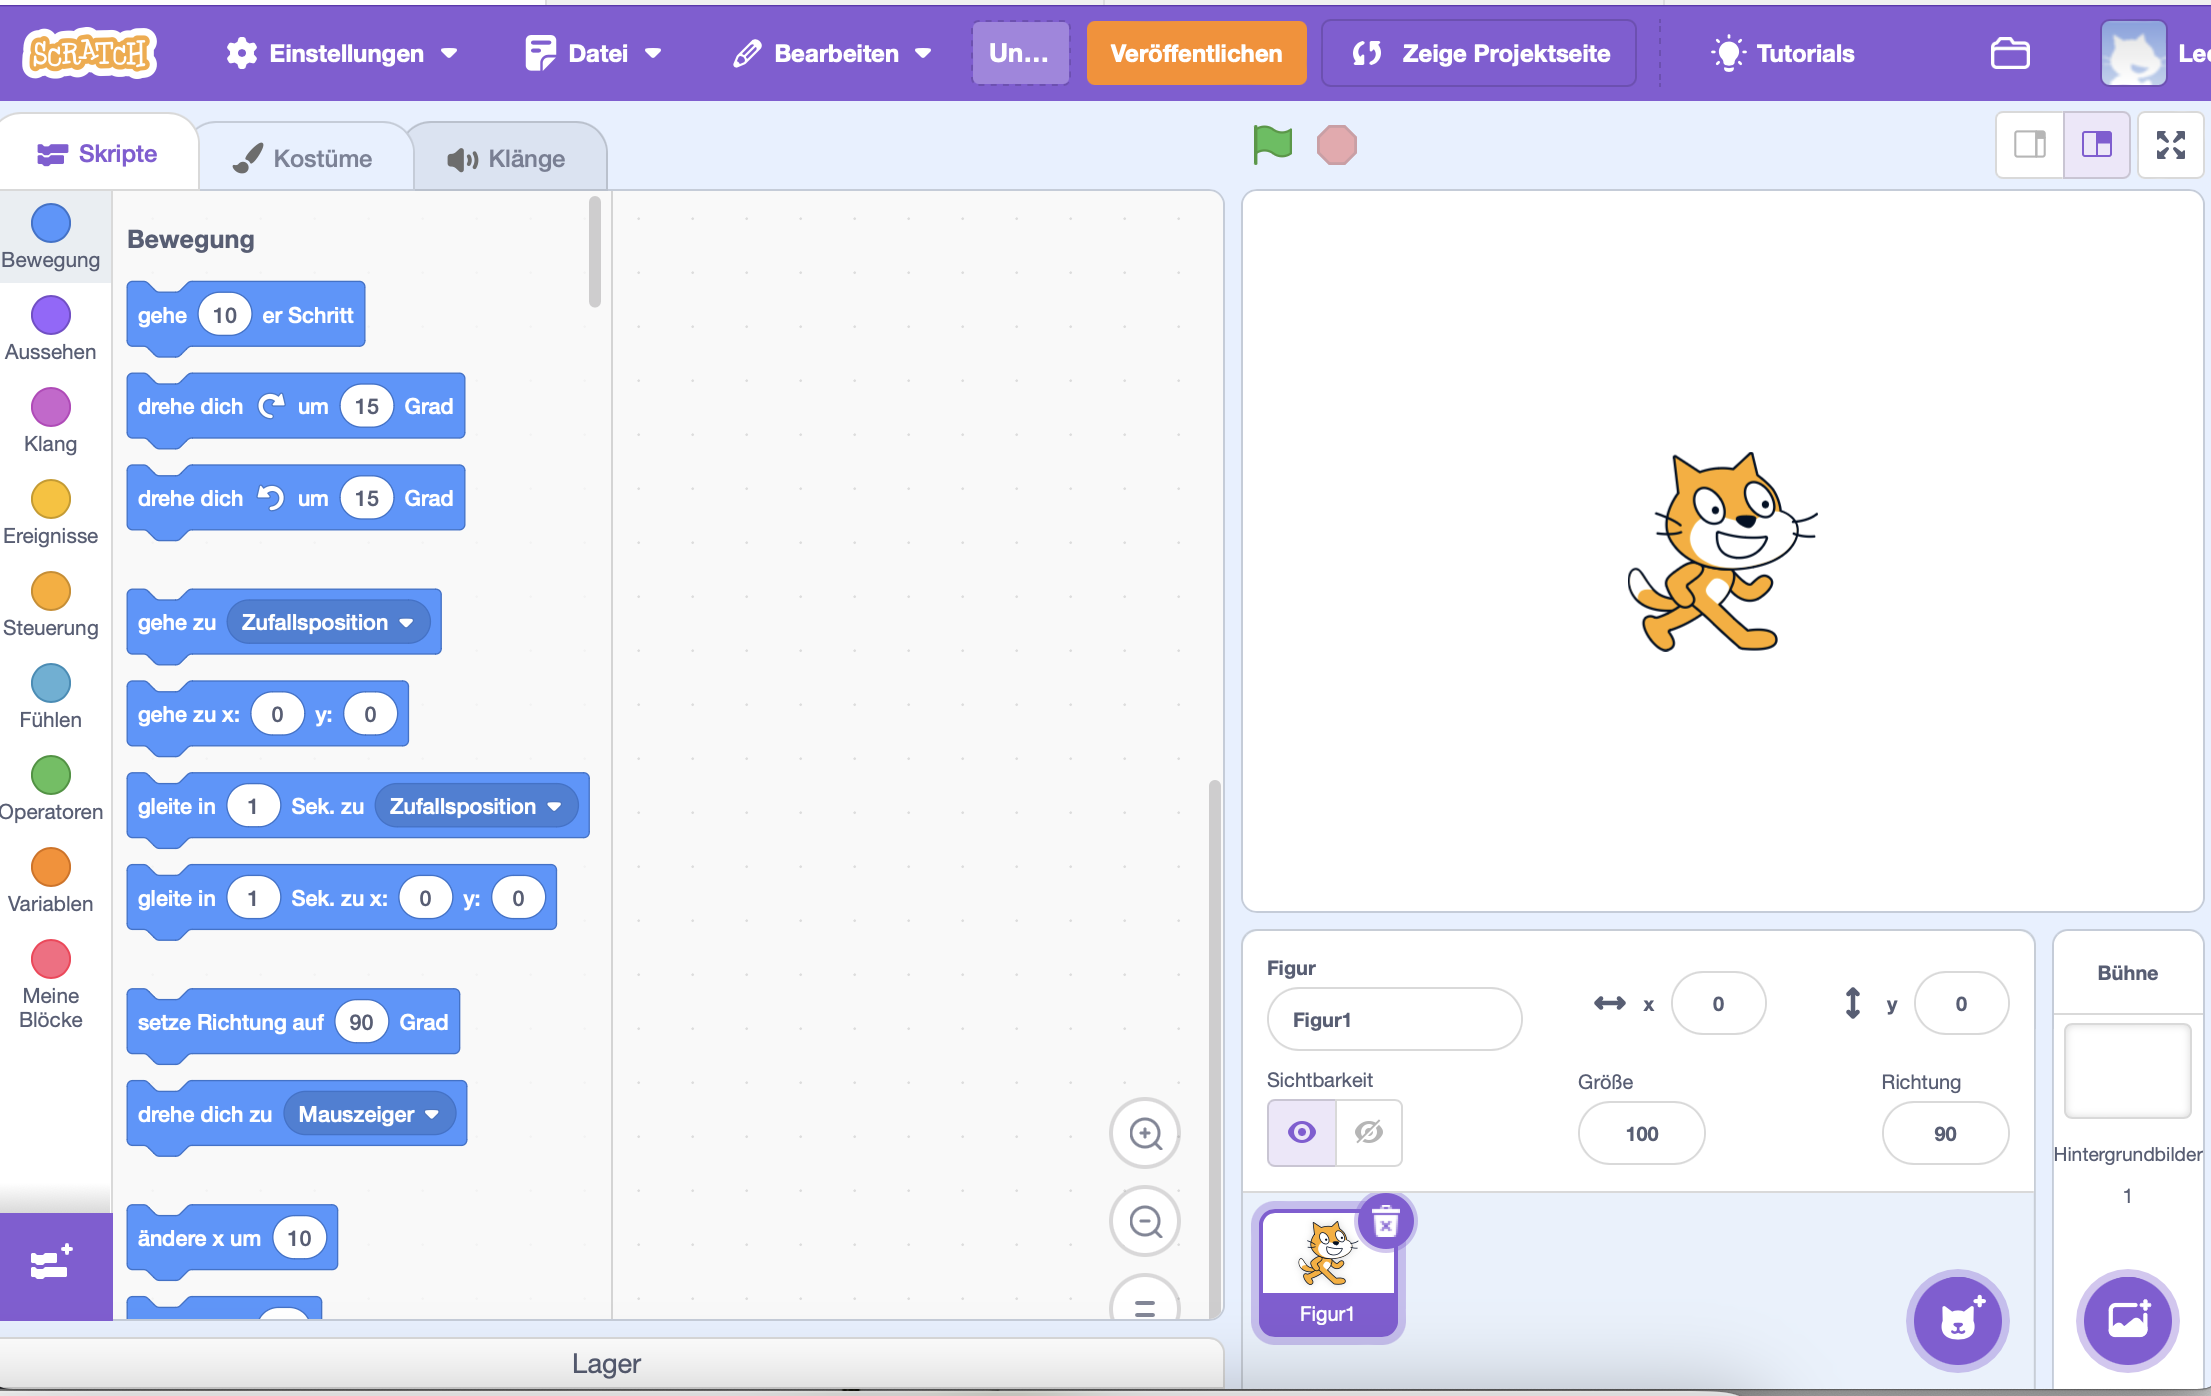 SCRATCH
Einstellungen
Datei
Bearbeiten
Un...
Veröffentlichen
Zeige Projektseite
Tutorials
Skripte
Kostüme
Klänge
Bewegung
Aussehen
Klang
Ereignisse
Steuerung
Fühlen
Operatoren
Variablen
Meine
Blöcke
Bewegung
gehe 10 er Schritt
drehe dich um 15 Grad
drehe dich um 15 Grad
gehe zu Zufallsposition
gehe zu x: 0 y: 0
gleite in 1 Sek. zu Zufallsposition
gleite in 1 Sek. zu x: 0 y: 0
setze Richtung auf 90 Grad
drehe dich zu Mauszeiger
ändere x um 10
Lager
Figur
Figur1
x 0
y 0
Sichtbarkeit
Größe
100
Richtung
90
Figur1
Bühne
Hintergrundbilder
1